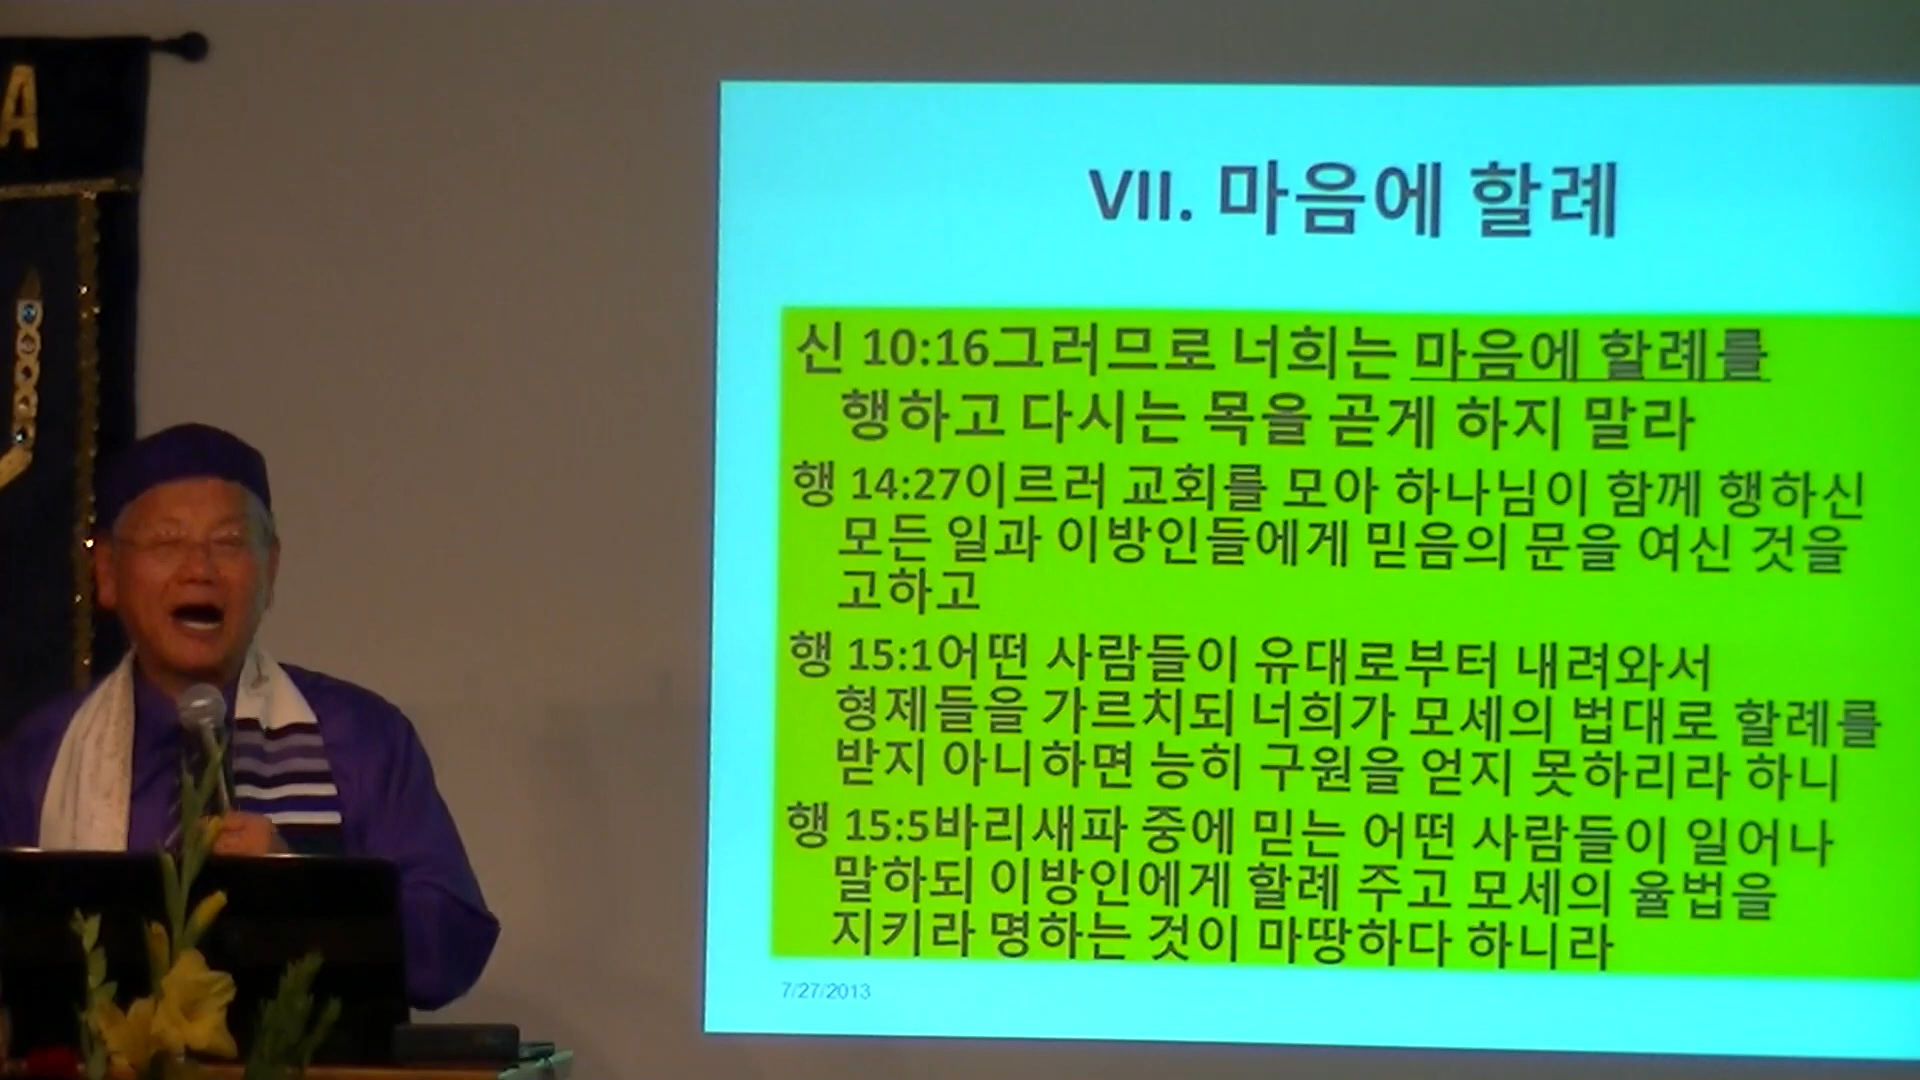 A
VII. 마음에 할례
신 10:16그러므로 너희는 마음에 할례를
행하고 다시는 목을 곧게 하지 말라
행 14:27이르러 교회를 모아 하나님이 함께 행하신
모든 일과 이방인들에게 믿음의 문을 여신 것을
고하고
행 15:1어떤 사람들이 유대로부터 내려와서
형제들을 가르치되 너희가 모세의 법대로 할례를
받지 아니하면 능히 구원을 얻지 못하리라 하니
행 15:5바리새파 중에 믿는 어떤 사람들이 일어나
말하되 이방인에게 할례 주고 모세의 율법을
지키라 명하는 것이 마땅하다 하니라
7/27/2013